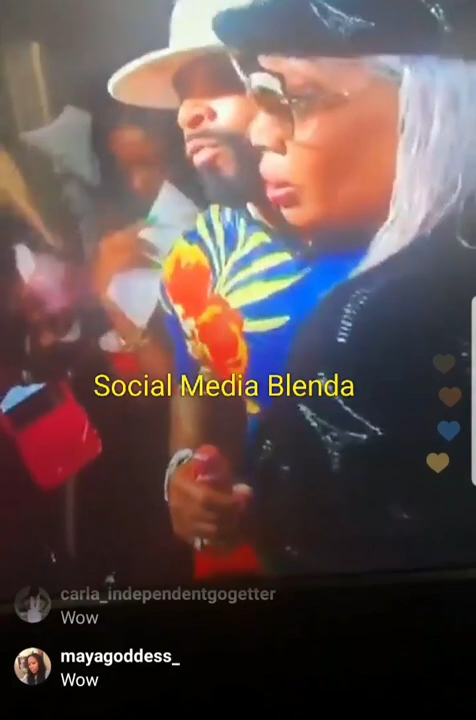 Social Media Blenda
carla_independentgogetter
Wow
mayagoddess_
Wow